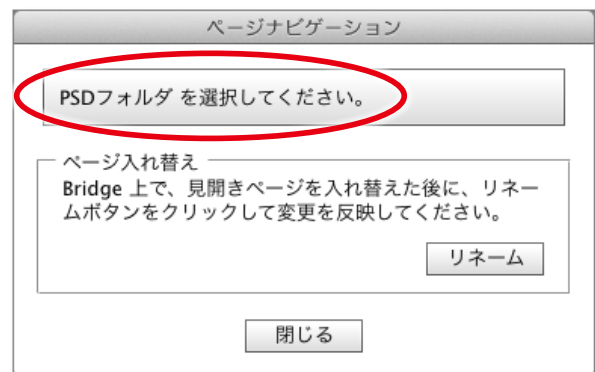 ページナビゲーション
PSDフォルダ を選択してください。
ページ入れ替え
Bridge 上で、見開きページを入れ替えた後に、リネー
ムボタンをクリックして変更を反映してください。
リネーム
閉じる